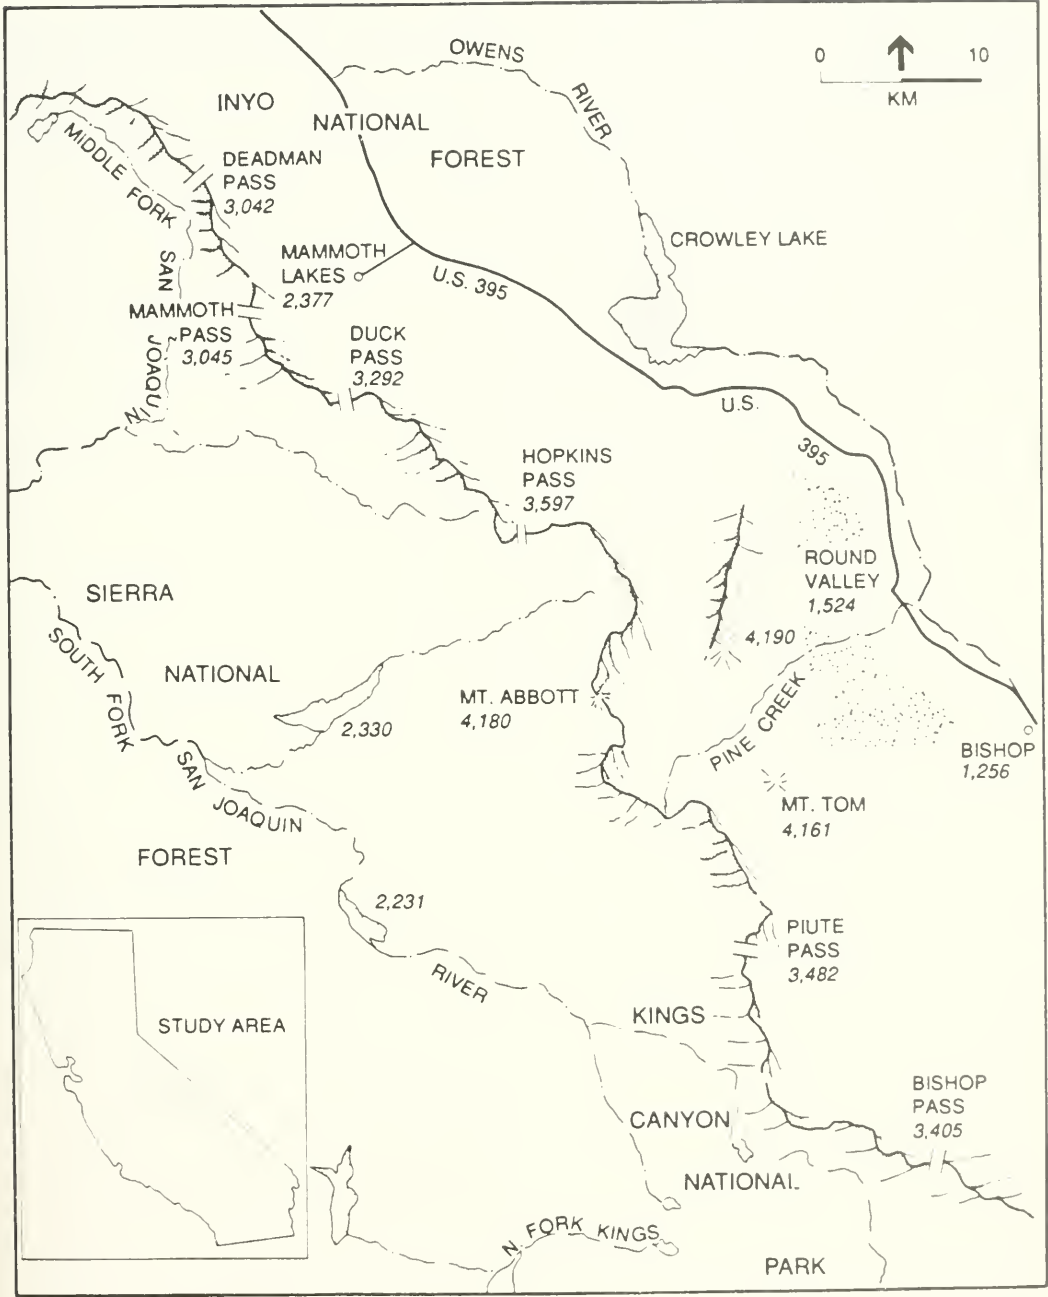 OWENS
RIVER
0 10
KM
INYO
NATIONAL
FOREST
MIDDLE FORK
DEADMAN
PASS
3,042
SAN
JOAQUIN
CROWLEY LAKE
MAMMOTH
LAKES
2,377
U.S. 395
MAMMOTH
PASS
3,045
DUCK
PASS
3,292
U.S.
395
HOPKINS
PASS
3,597
ROUND
VALLEY
1,524
SIERRA
NATIONAL
FOREST
4,190
SOUTH FORK
SAN JOAQUIN
RIVER
MT. ABBOTT
4,180
2,330
PINE CREEK
BISHOP
1,256
MT. TOM
4,161
2,231
PIUTE
PASS
3,482
STUDY AREA
KINGS
CANYON
NATIONAL
PARK
BISHOP
PASS
3,405
N FORK KINGS